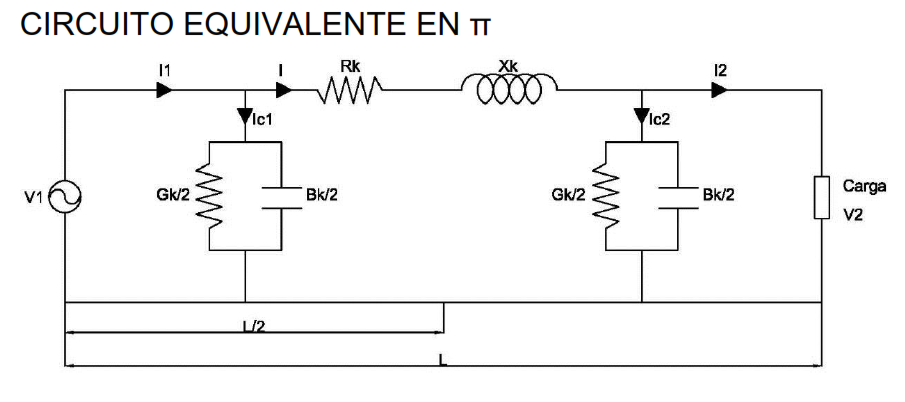 CIRCUITO EQUIVALENTE EN π
I1
I
Rk
Xk
I2
Ic1
Ic2
V1
Gk/2
Bk/2
Gk/2
Bk/2
Carga
V2
L/2
L